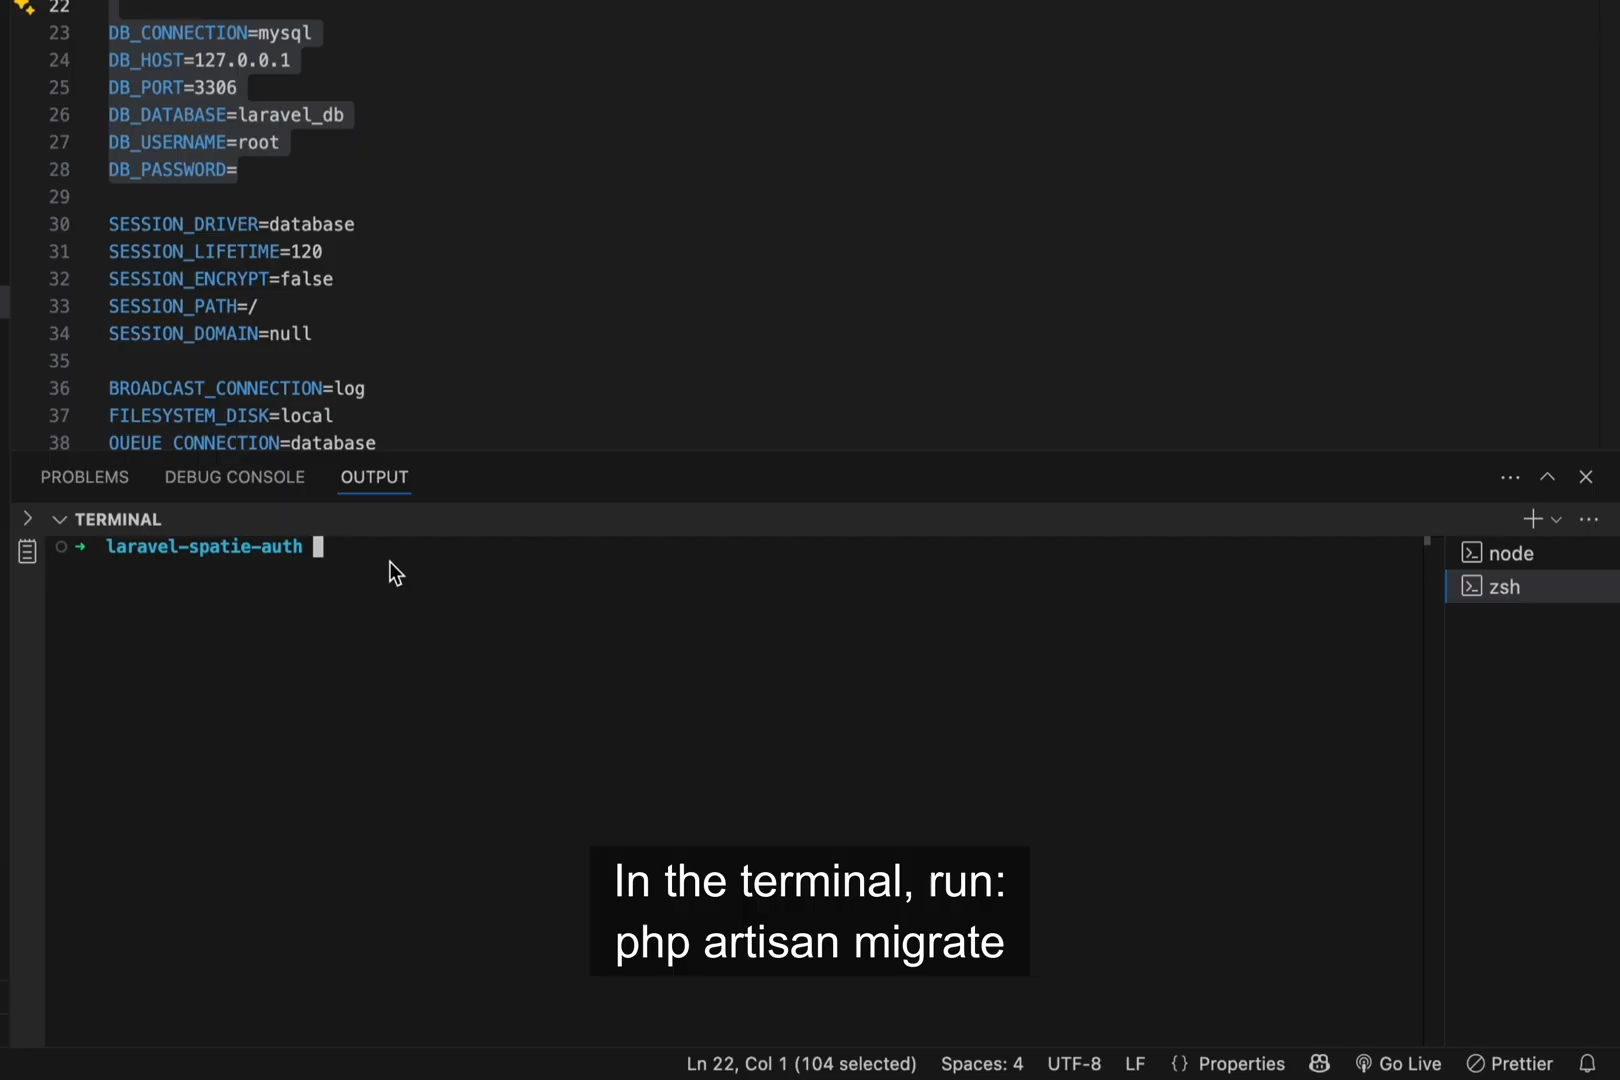 22
23 DB_CONNECTION=mysql
24 DB_HOST=127.0.0.1
25 DB_PORT=3306
26 DB_DATABASE=laravel_db
27 DB_USERNAME=root
28 DB_PASSWORD=
29
30 SESSION_DRIVER=database
31 SESSION_LIFETIME=120
32 SESSION_ENCRYPT=false
33 SESSION_PATH=/
34 SESSION_DOMAIN=null
35
36 BROADCAST_CONNECTION=log
37 FILESYSTEM_DISK=local
38 QUEUE_CONNECTION=database
PROBLEMS DEBUG CONSOLE OUTPUT
TERMINAL
laravel-spatie-auth
node
zsh
In the terminal, run:
php artisan migrate
Ln 22, Col 1 (104 selected) Spaces: 4 UTF-8 LF {} Properties Go Live Prettier